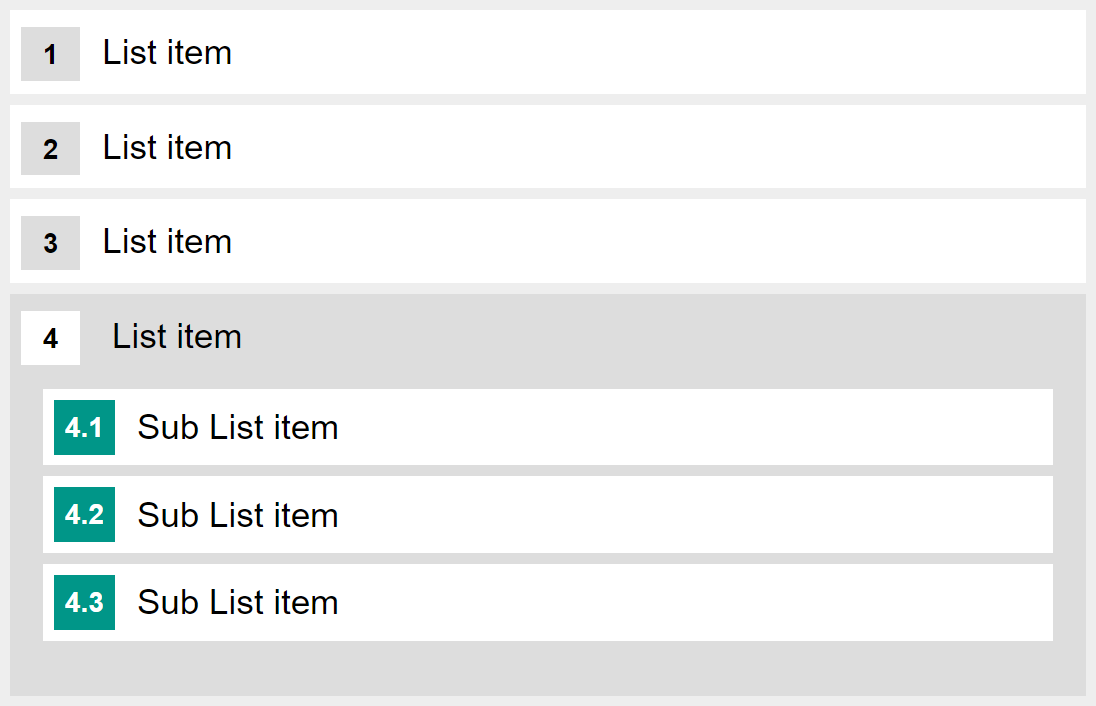 1 List item
2 List item
3 List item
4 List item
4.1 Sub List item
4.2 Sub List item
4.3 Sub List item